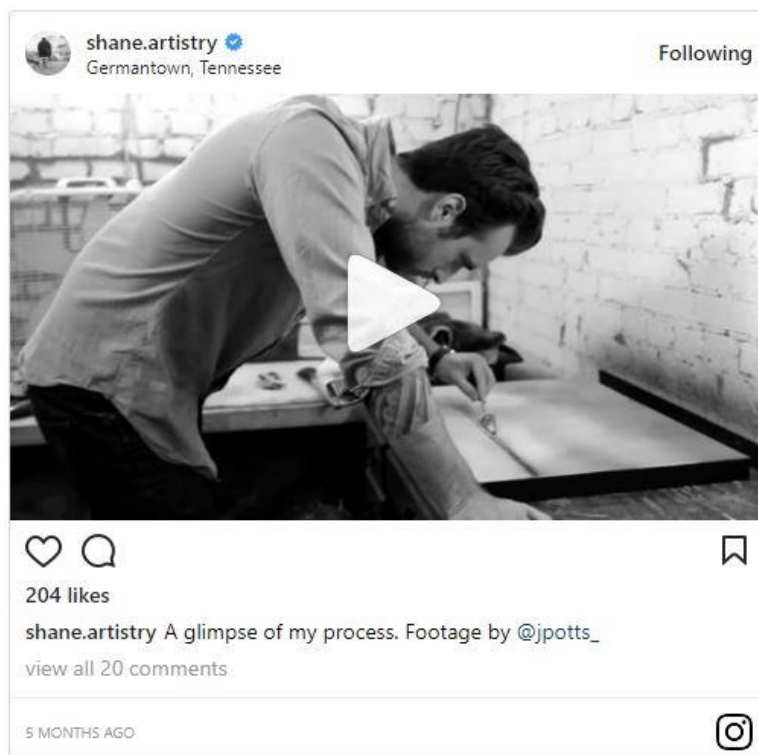 shane.artistry
Germantown, Tennessee
Following
204 likes
shane.artistry A glimpse of my process. Footage by @jpotts_
view all 20 comments
5 MONTHS AGO